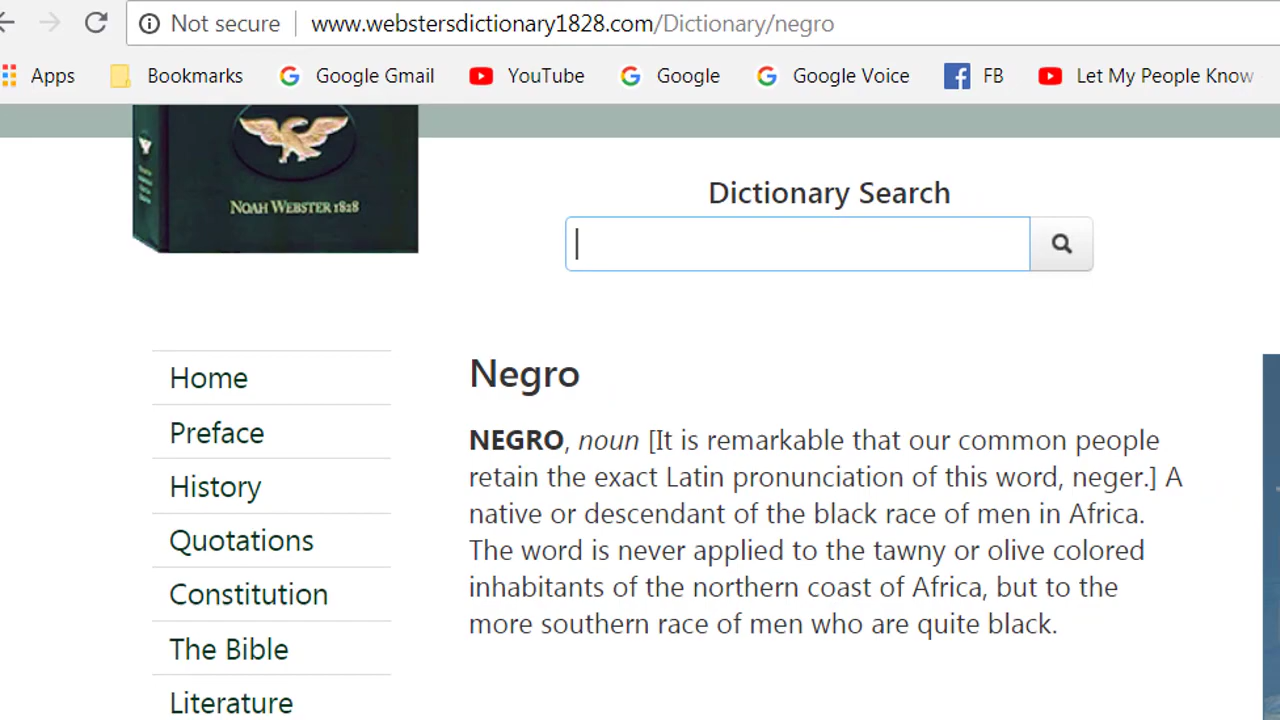 Not secure www.webstersdictionary1828.com/Dictionary/negro
Apps Bookmarks Google Gmail YouTube Google Google Voice FB Let My People Know
NOAH WEBSTER 1828
Dictionary Search
Home
Preface
History
Quotations
Constitution
The Bible
Literature
Negro
NEGRO, noun [It is remarkable that our common people
retain the exact Latin pronunciation of this word, neger.] A
native or descendant of the black race of men in Africa.
The word is never applied to the tawny or olive colored
inhabitants of the northern coast of Africa, but to the
more southern race of men who are quite black.